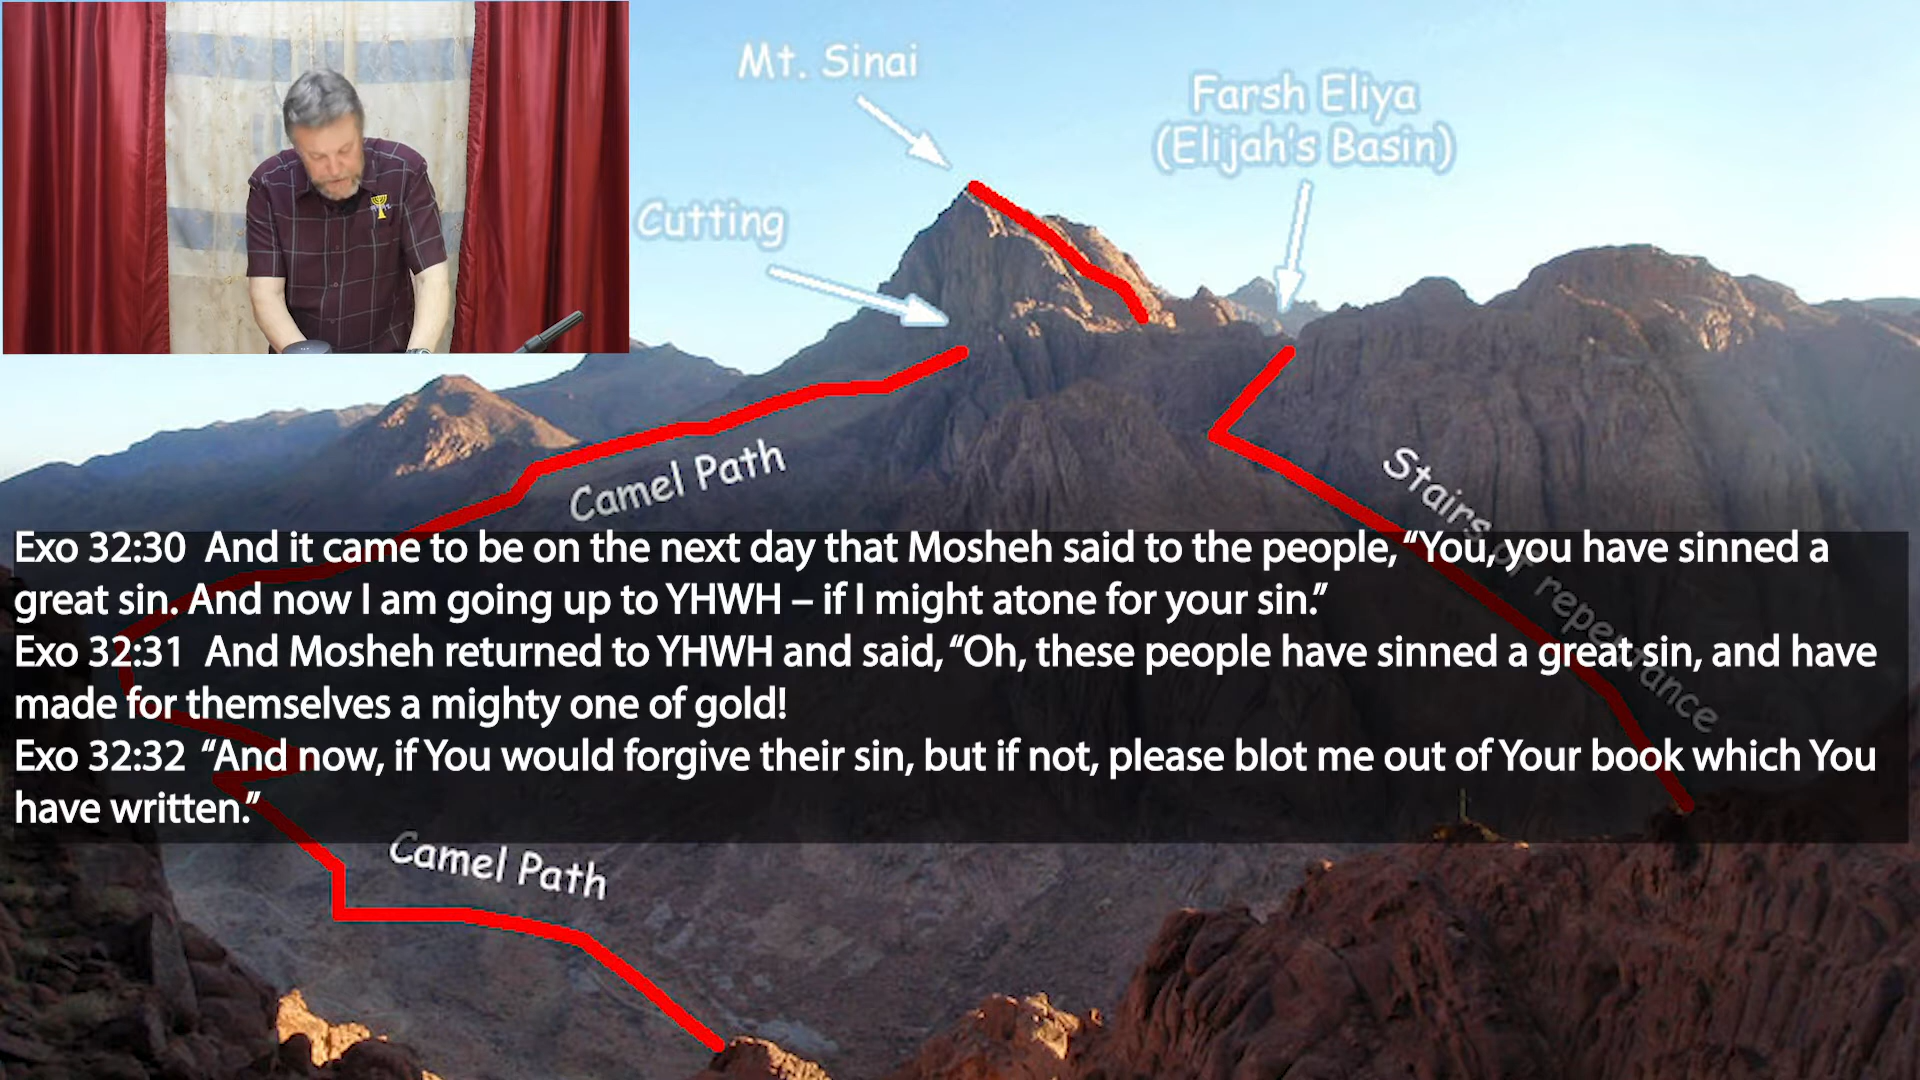 Mt. Sinai
Farsh Eliya
(Elijah's Basin)
Cutting
Camel Path
Stairs of repentance
Exo 32:30  And it came to be on the next day that Mosheh said to the people, “You, you have sinned a
great sin. And now I am going up to YHWH – if I might atone for your sin.”
Exo 32:31  And Mosheh returned to YHWH and said, “Oh, these people have sinned a great sin, and have
made for themselves a mighty one of gold!
Exo 32:32  “And now, if You would forgive their sin, but if not, please blot me out of Your book which You
have written.”
Camel Path